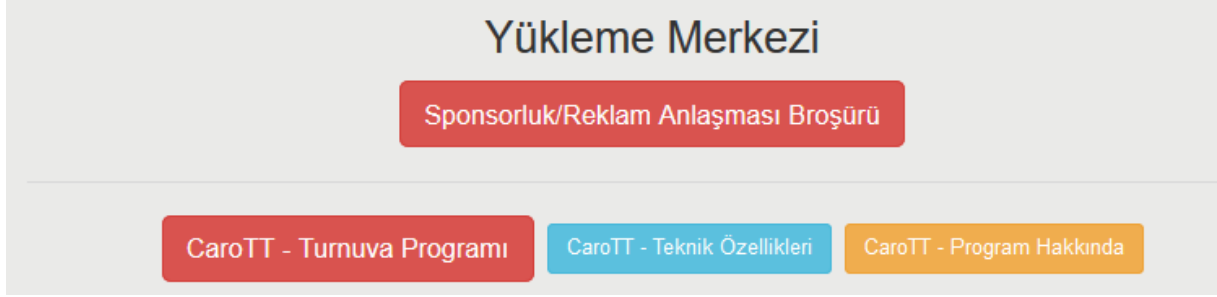 Yükleme Merkezi
Sponsorluk/Reklam Anlaşması Broşürü
CaroTT - Turnuva Programı
CaroTT - Teknik Özellikleri
CaroTT - Program Hakkında